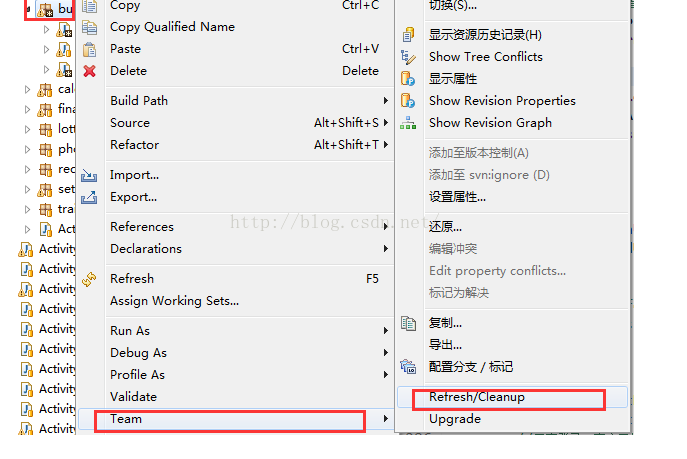 bu
cal
fina
lott
pho
rec
set
tra
Act
Activity
Activity
Activity
Activity
Activity
Activity
Activity
Activity
Activity
Activity
Copy Ctrl+C
Copy Qualified Name
Paste Ctrl+V
Delete Delete
Build Path
Source Alt+Shift+S
Refactor Alt+Shift+T
Import...
Export...
References
Declarations
Refresh F5
Assign Working Sets...
Run As
Debug As
Profile As
Validate
Team
切换(S)...
显示资源历史记录(H)
Show Tree Conflicts
显示属性
Show Revision Properties
Show Revision Graph
添加至版本控制(A)
添加至 svn:ignore (D)
设置属性...
还原...
编辑冲突
Edit property conflicts...
标记为解决
复制...
导出...
配置分支 / 标记
Refresh/Cleanup
Upgrade
http://blog.csdn.net/